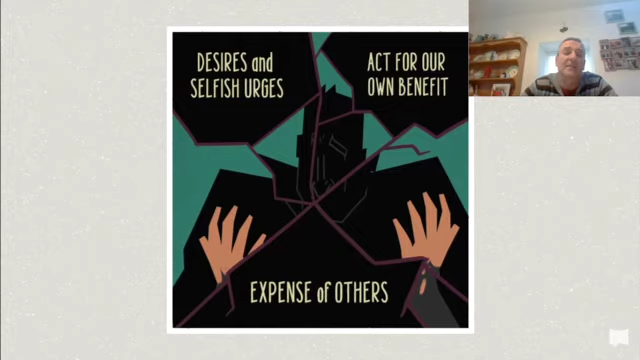 DESIRES and
SELFISH URGES
ACT FOR OUR
OWN BENEFIT
EXPENSE of OTHERS